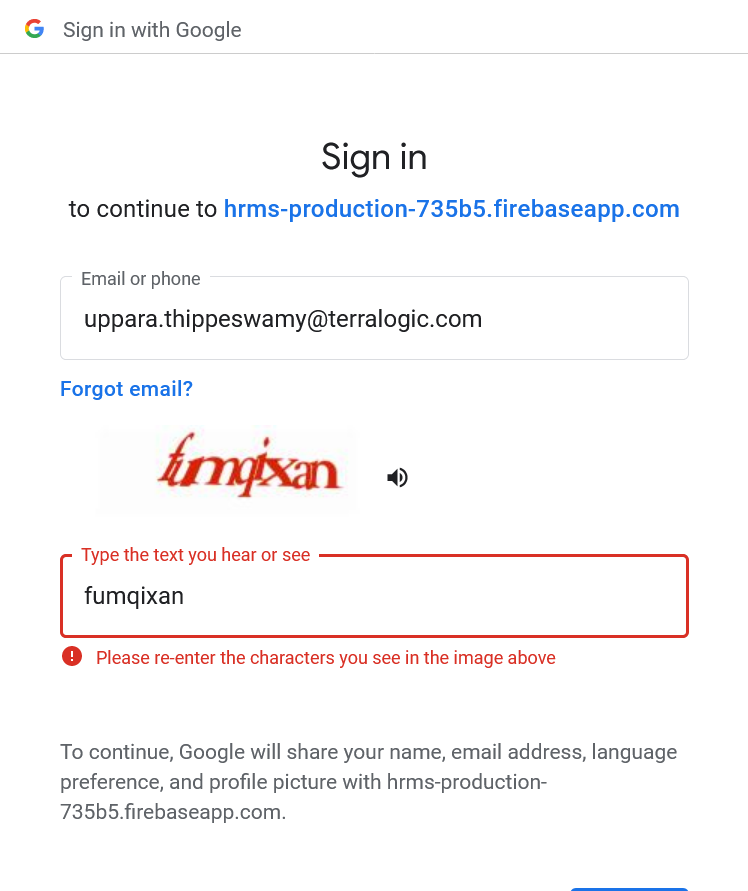 Sign in with Google
Sign in
to continue to hrms-production-735b5.firebaseapp.com
Email or phone
uppara.thippeswamy@terralogic.com
Forgot email?
fumqixan
Type the text you hear or see
fumqixan
Please re-enter the characters you see in the image above
To continue, Google will share your name, email address, language
preference, and profile picture with hrms-production-
735b5.firebaseapp.com.